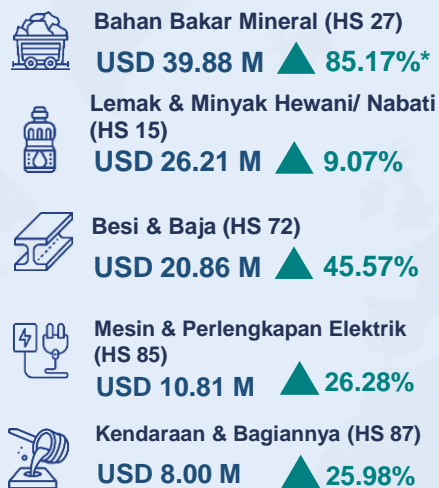 Bahan Bakar Mineral (HS 27)
USD 39.88 M 85.17%*
Lemak & Minyak Hewani/ Nabati
(HS 15)
USD 26.21 M 9.07%
Besi & Baja (HS 72)
USD 20.86 M 45.57%
Mesin & Perlengkapan Elektrik
(HS 85)
USD 10.81 M 26.28%
Kendaraan & Bagiannya (HS 87)
USD 8.00 M 25.98%